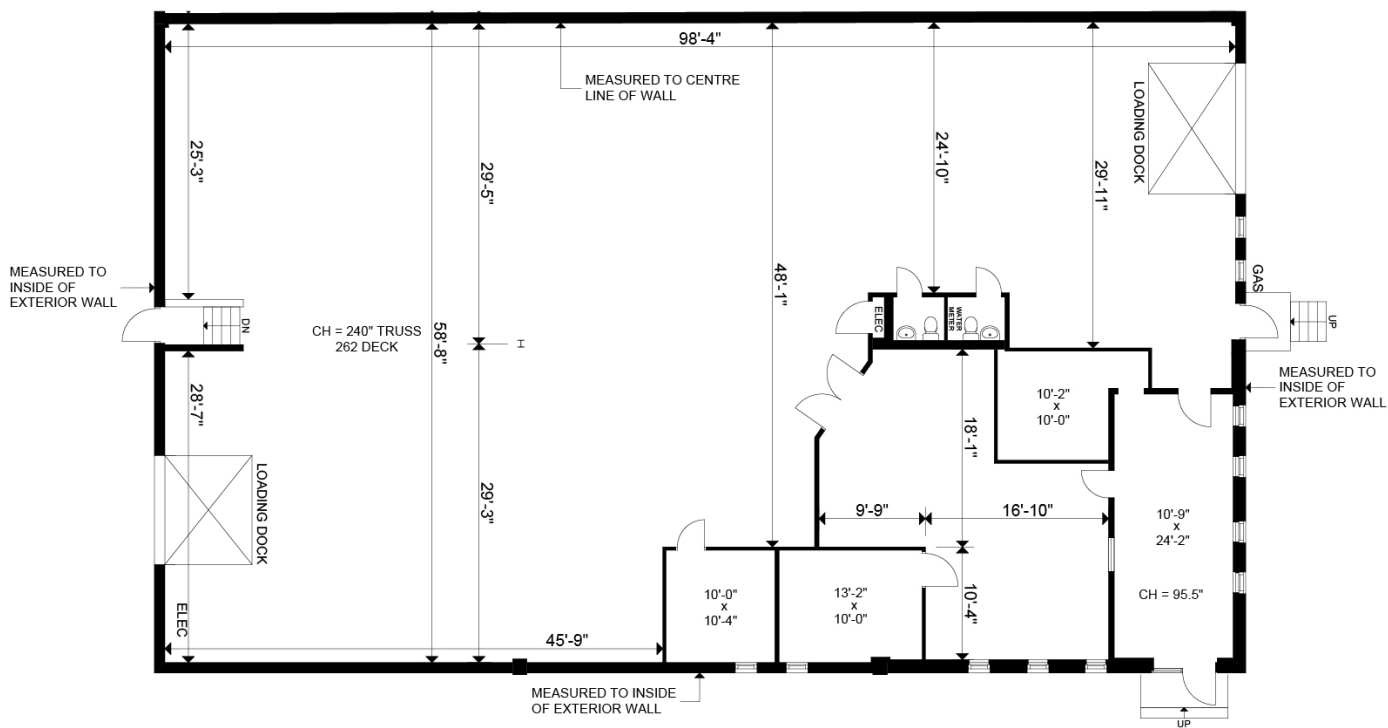 98'-4"
MEASURED TO CENTRE
LINE OF WALL
25'-3"
29'-5"
24'-10"
29'-11"
LOADING DOCK
MEASURED TO
INSIDE OF
EXTERIOR WALL
DN
CH = 240" TRUSS
262 DECK
58'-8"
H
48'-1"
ELEC
WATER
METER
GAS
UP
MEASURED TO
INSIDE OF
EXTERIOR WALL
28'-7"
10'-2"
x
10'-0"
18'-1"
LOADING DOCK
29'-3"
9'-9"
16'-10"
10'-9"
x
24'-2"
CH = 95.5"
ELEC
45'-9"
10'-0"
x
10'-4"
13'-2"
x
10'-0"
10'-4"
MEASURED TO INSIDE
OF EXTERIOR WALL
UP